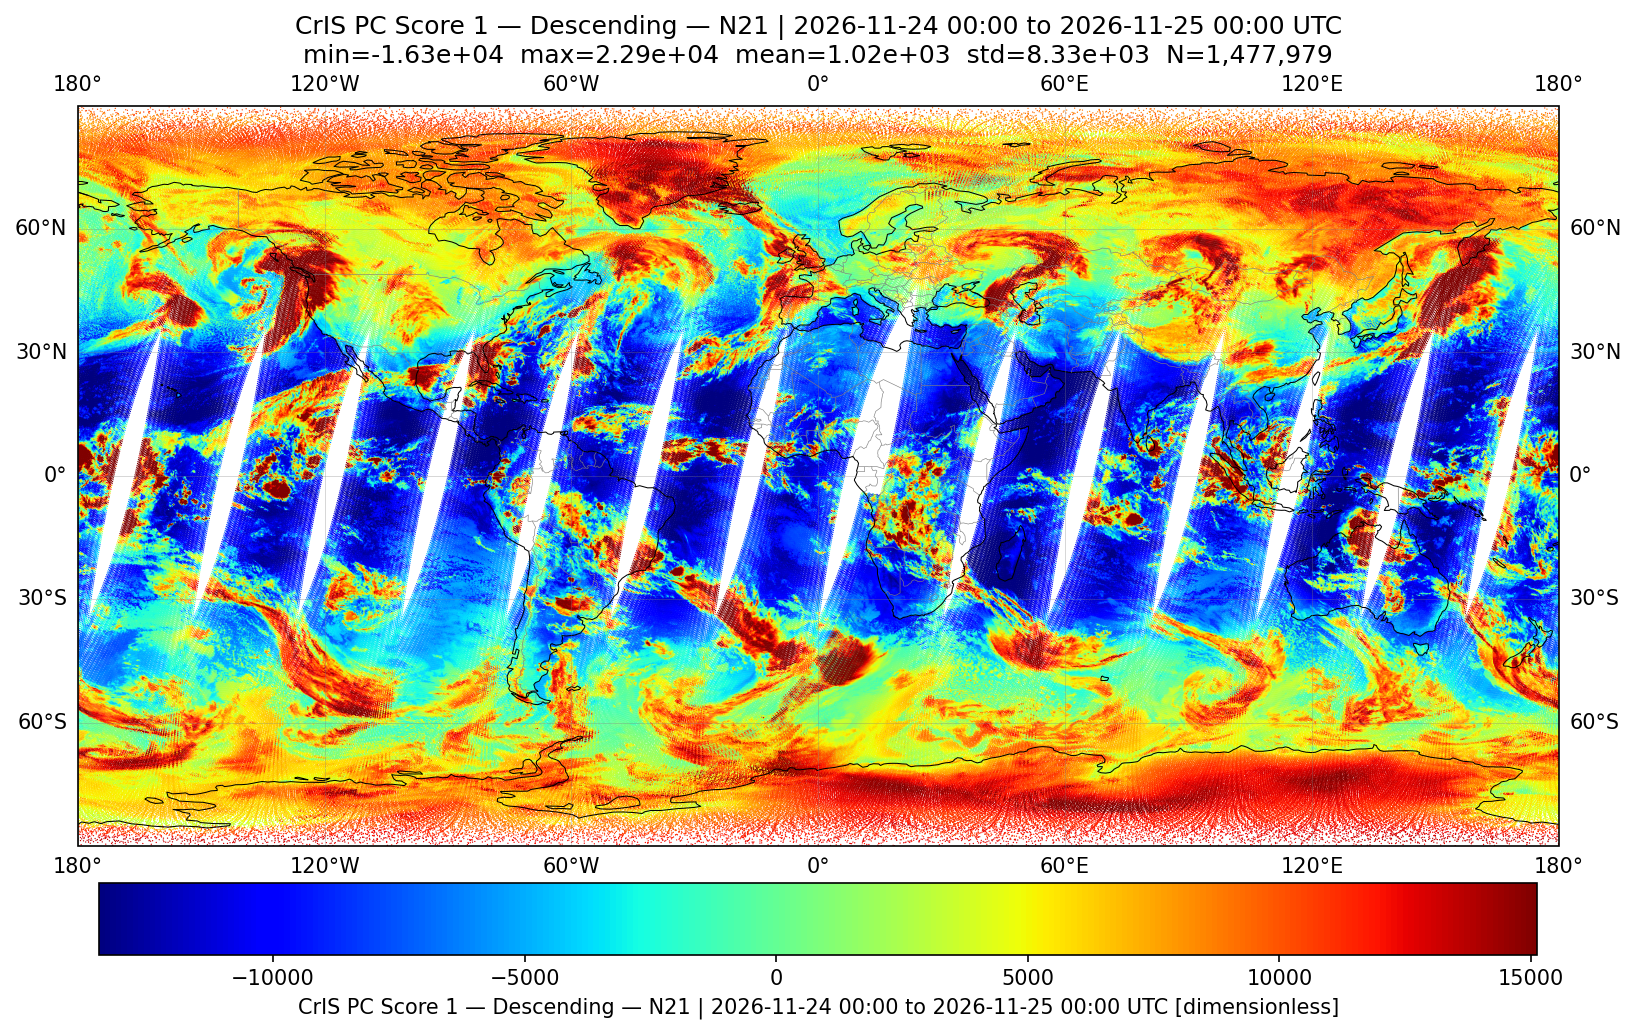 CrIS PC Score 1 — Descending — N21 | 2026-11-24 00:00 to 2026-11-25 00:00 UTC
min=-1.63e+04 max=2.29e+04 mean=1.02e+03 std=8.33e+03 N=1,477,979
180° 120°W 60°W 0° 60°E 120°E 180°
60°N 60°N
30°N 30°N
0° 0°
30°S 30°S
60°S 60°S
180° 120°W 60°W 0° 60°E 120°E 180°
−10000 −5000 0 5000 10000 15000
CrIS PC Score 1 — Descending — N21 | 2026-11-24 00:00 to 2026-11-25 00:00 UTC [dimensionless]